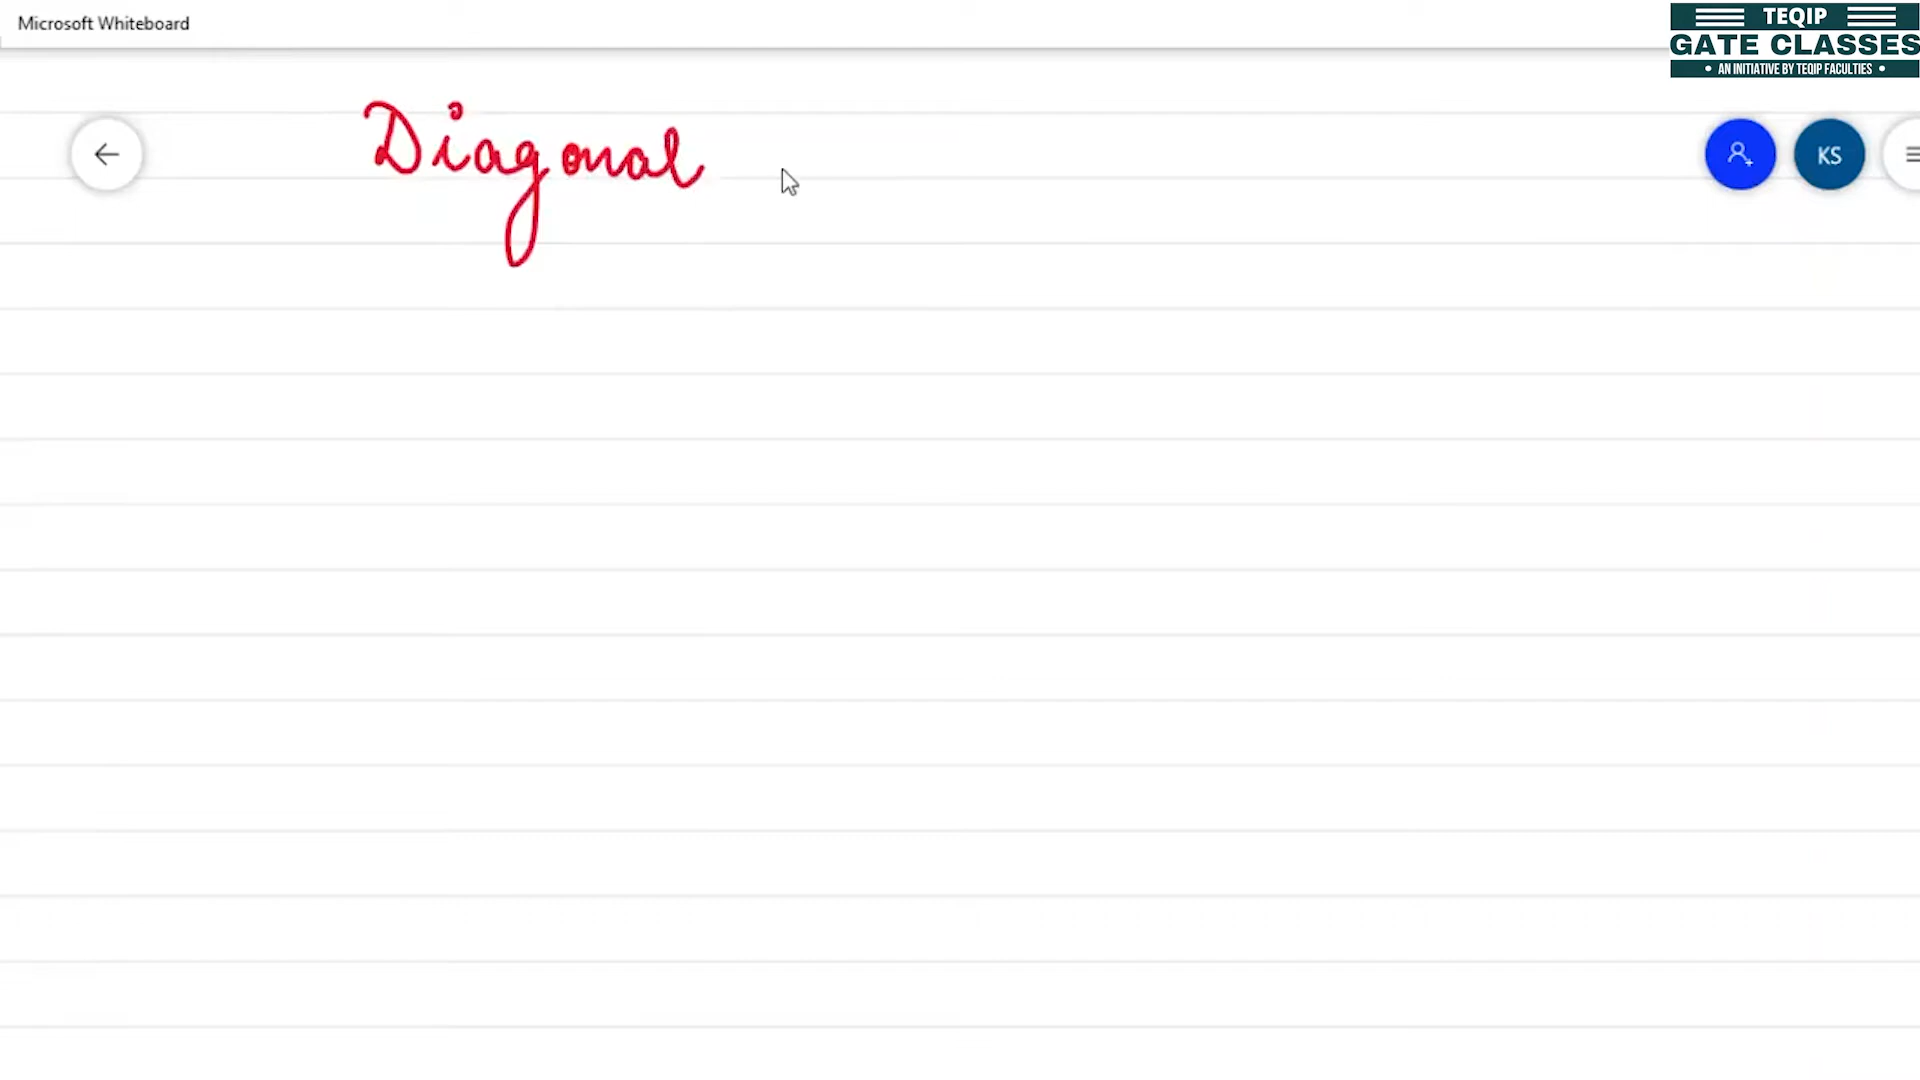 Microsoft Whiteboard
TEQIP
GATE CLASSES
• AN INITIATIVE BY TEQIP FACULTIES •
Diagonal
KS